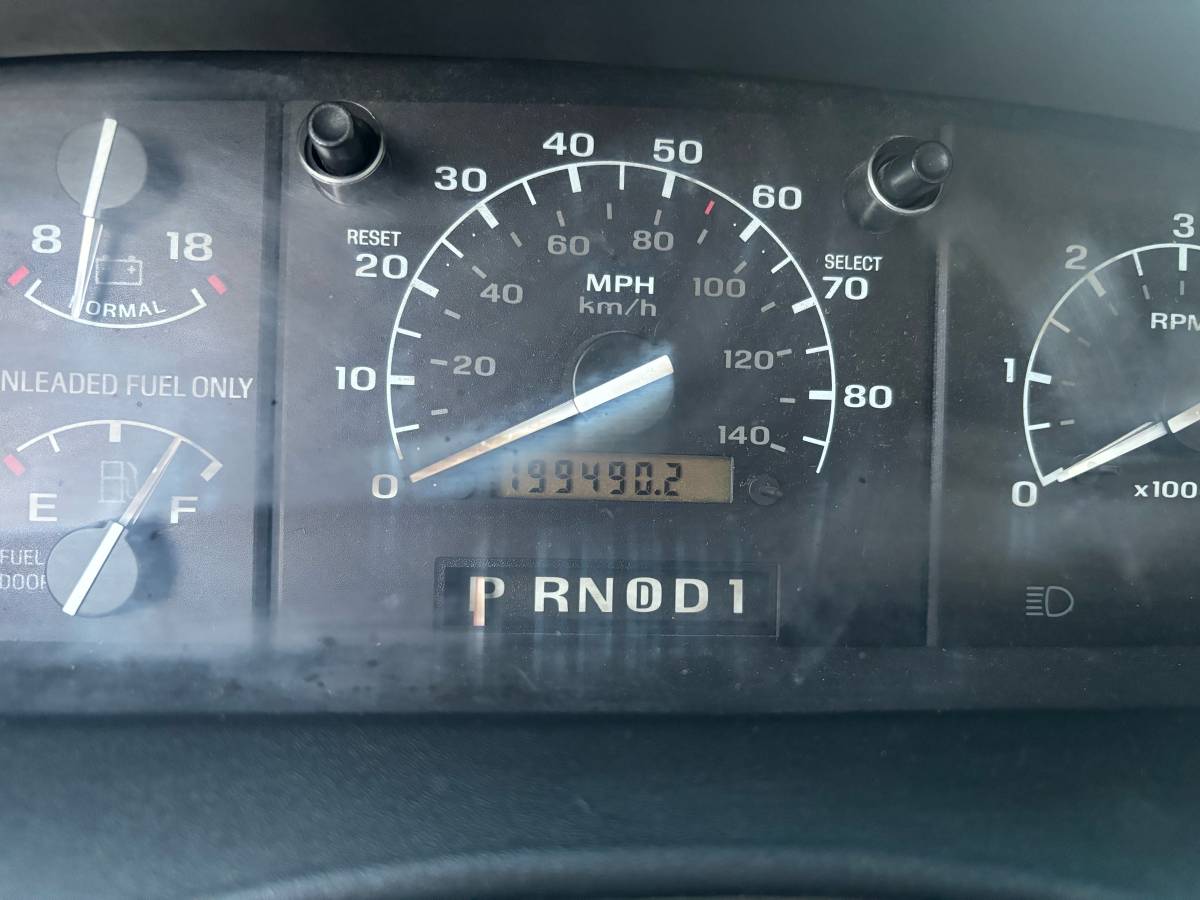 8 18
ORMAL
NLEADED FUEL ONLY
E F
FUEL
DOOR
RESET
SELECT
0 10 20 30 40 50 60 70 80
20 40 60 80 100 120 140
MPH
km/h
199490.2
P RN D D 1
0 1 2 3
RPM
x100